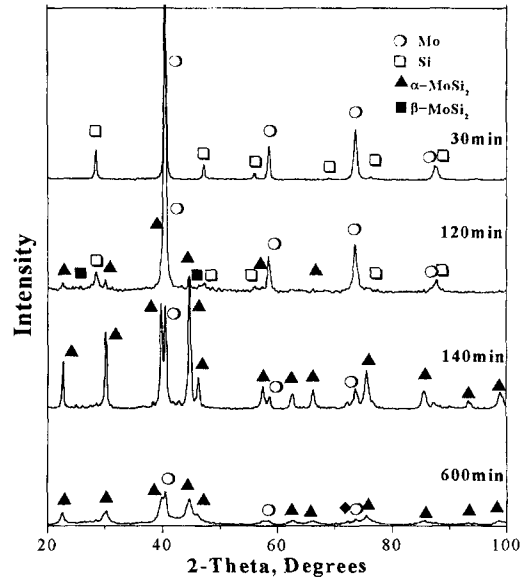 Mo
Si
α-MoSi₂
β-MoSi₂
30min
120min
140min
600min
Intensity
20 40 60 80 100
2-Theta, Degrees